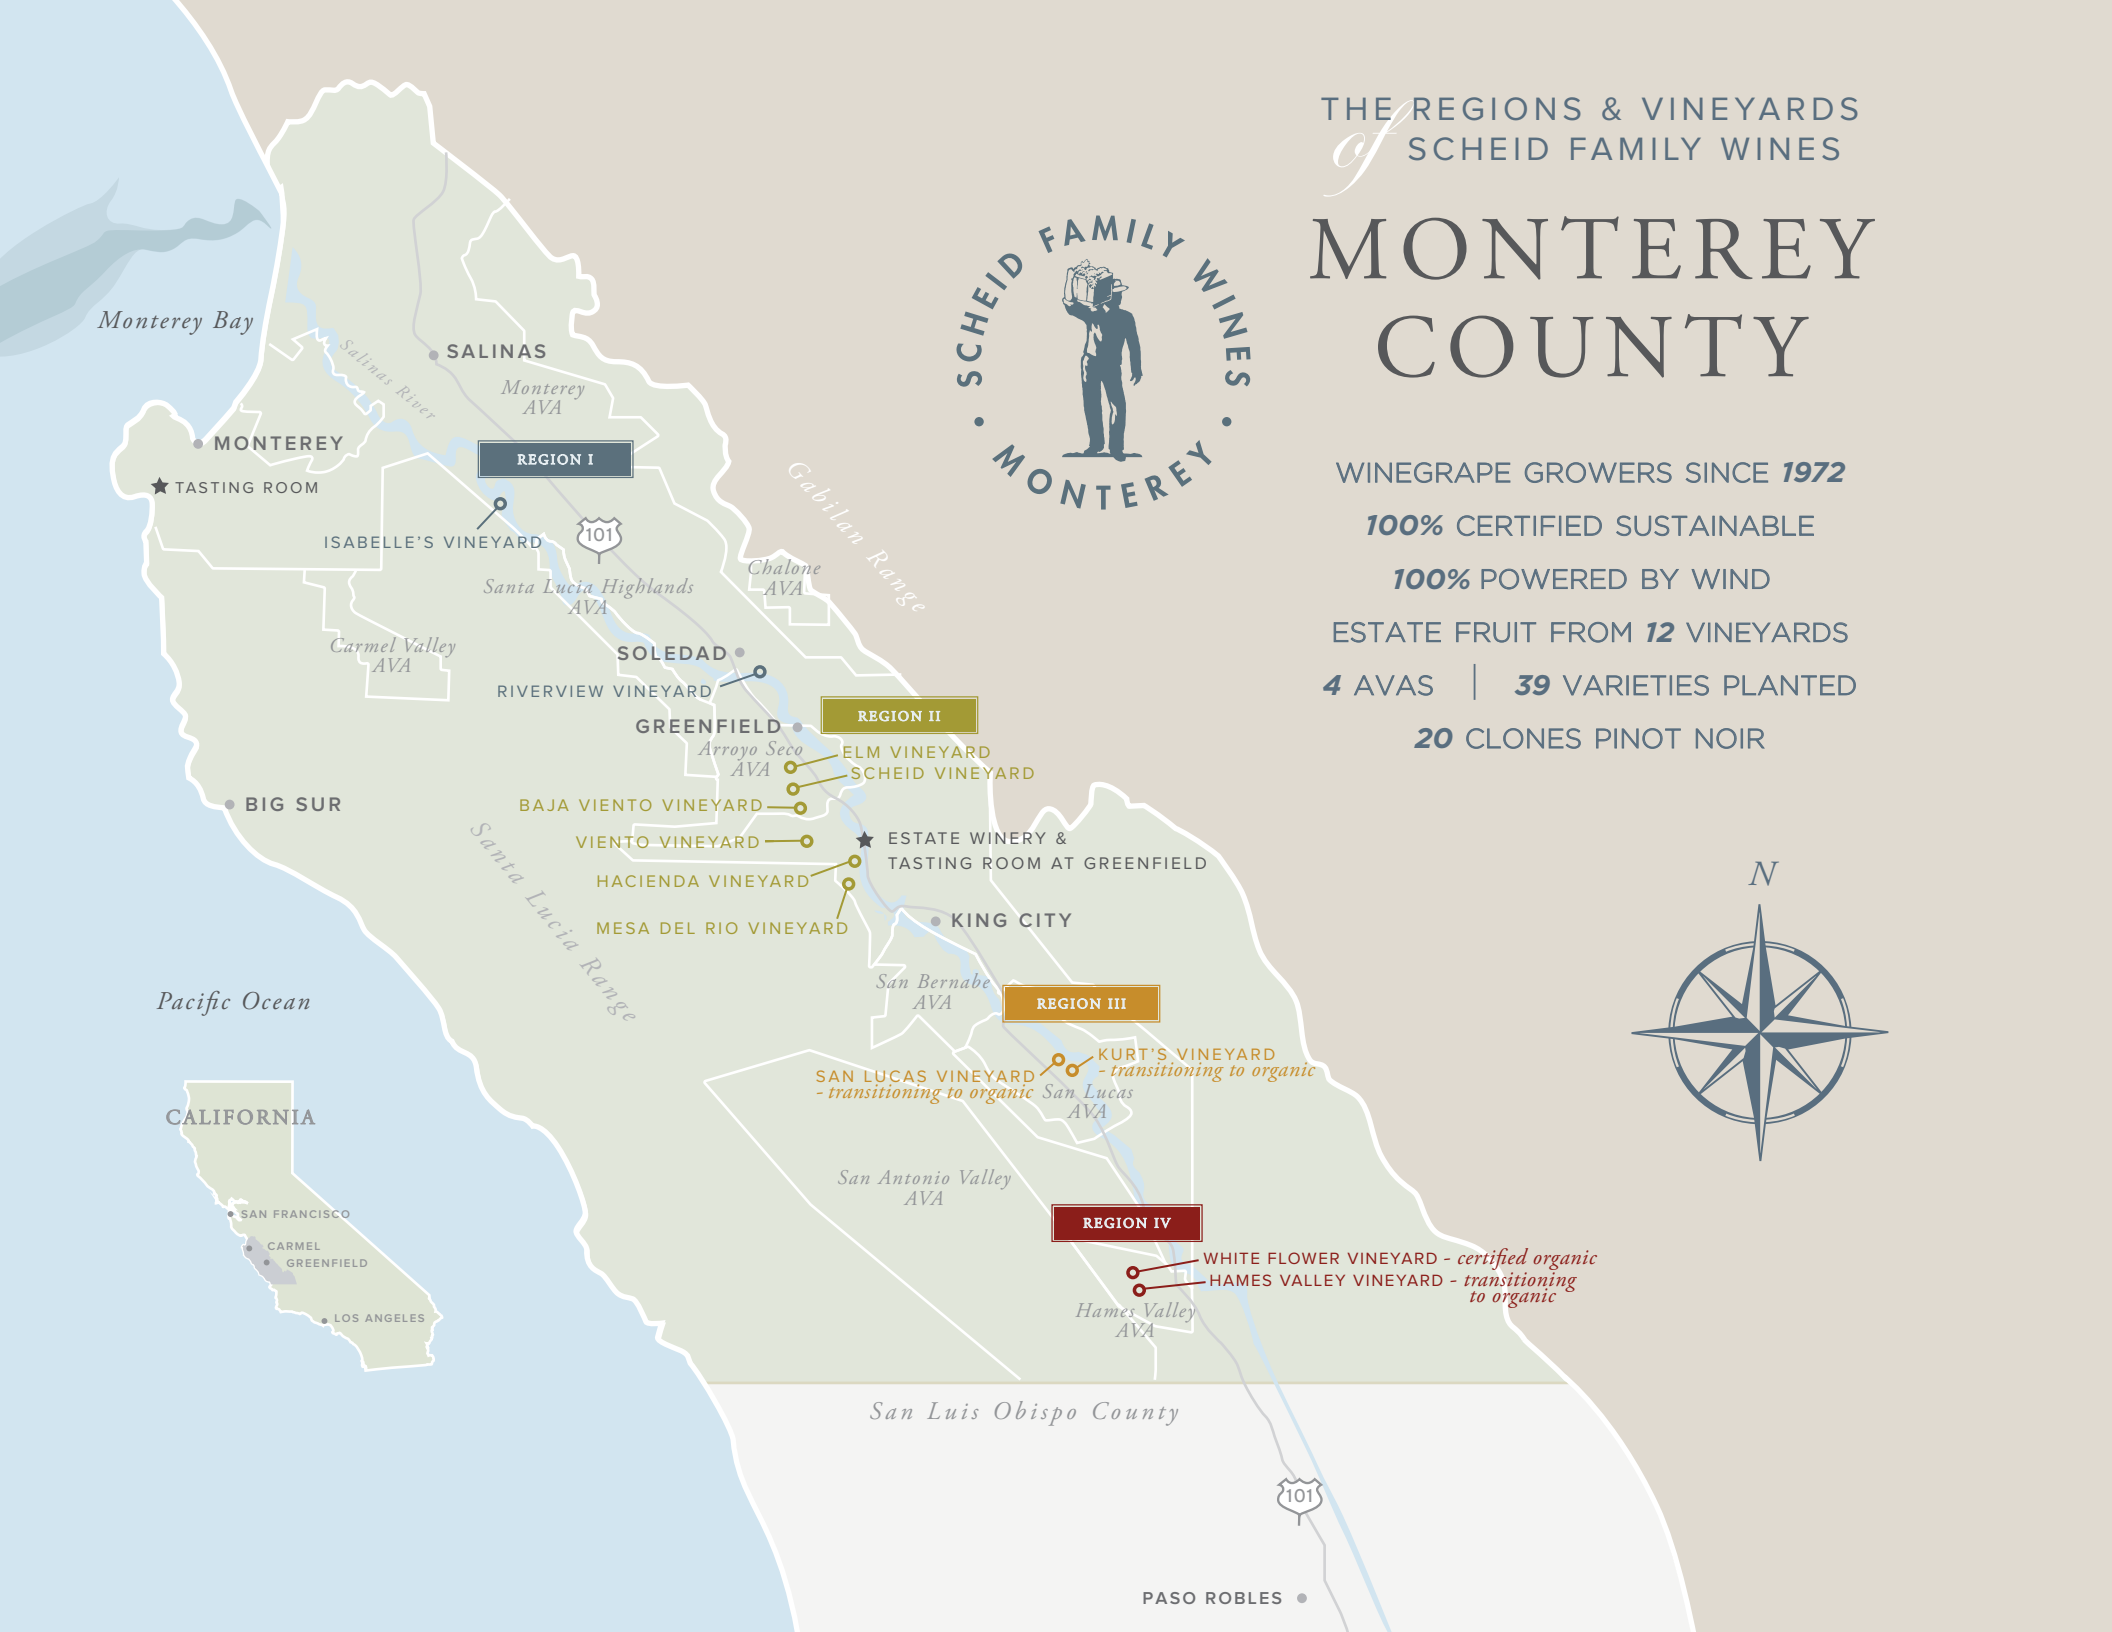 THE REGIONS & VINEYARDS
of SCHEID FAMILY WINES
MONTEREY
COUNTY
SCHEID FAMILY WINES
• MONTEREY •
WINEGRAPE GROWERS SINCE 1972
100% CERTIFIED SUSTAINABLE
100% POWERED BY WIND
ESTATE FRUIT FROM 12 VINEYARDS
4 AVAS | 39 VARIETIES PLANTED
20 CLONES PINOT NOIR
N
Monterey Bay
Salinas River
SALINAS
Monterey
AVA
MONTEREY
TASTING ROOM
REGION I
ISABELLE'S VINEYARD
101
Gabilan Range
Chalone
AVA
Santa Lucia Highlands
AVA
Carmel Valley
AVA
SOLEDAD
RIVERVIEW VINEYARD
REGION II
GREENFIELD
Arroyo Seco
AVA
ELM VINEYARD
SCHEID VINEYARD
BAJA VIENTO VINEYARD
VIENTO VINEYARD
HACIENDA VINEYARD
MESA DEL RIO VINEYARD
BIG SUR
Santa Lucia Range
ESTATE WINERY &
TASTING ROOM AT GREENFIELD
KING CITY
San Bernabe
AVA
REGION III
KURT'S VINEYARD
- transitioning to organic
SAN LUCAS VINEYARD
- transitioning to organic
San Lucas
AVA
Pacific Ocean
San Antonio Valley
AVA
REGION IV
WHITE FLOWER VINEYARD - certified organic
HAMES VALLEY VINEYARD - transitioning
to organic
Hames Valley
AVA
CALIFORNIA
SAN FRANCISCO
CARMEL
GREENFIELD
LOS ANGELES
San Luis Obispo County
101
PASO ROBLES